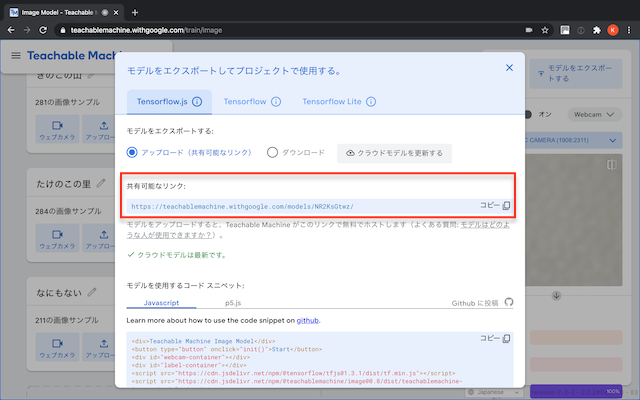 Image Model - Teachable M
teachablemachine.withgoogle.com/train/image
K
Teachable Mac
きのこの山
281の画像サンプル
ウェブカメラ
アップロー
たけのこの里
284の画像サンプル
ウェブカメラ
アップロー
なにもない
211の画像サンプル
ウェブカメラ
アップロー
モデルをエクスポートしてプロジェクトで使用する。
Tensorflow.js
Tensorflow
Tensorflow Lite
モデルをエクスポートする:
アップロード（共有可能なリンク）
ダウンロード
クラウドモデルを更新する
共有可能なリンク:
https://teachablemachine.withgoogle.com/models/NR2KsGtwz/
コピー
モデルをアップロードすると、Teachable Machine がこのリンクで無料でホストします（よくある質問: モデルはどのよ
うな人が使用できますか？）。
クラウドモデルは最新です。
モデルを使用するコード スニペット:
Javascript
p5.js
Github に投稿
Learn more about how to use the code snippet on github.
コピー
<div>Teachable Machine Image Model</div>
<button type="button" onclick="init()">Start</button>
<div id="webcam-container"></div>
<div id="label-container"></div>
<script src="https://cdn.jsdelivr.net/npm/@tensorflow/tfjs@1.3.1/dist/tf.min.js"></script>
<script src="https://cdn.jsdelivr.net/npm/@teachablemachine/image@0.8/dist/teachablemachine-
モデルをエクスポート
する
オン
Webcam
CAMERA (1908:2311)
Japanese
100%